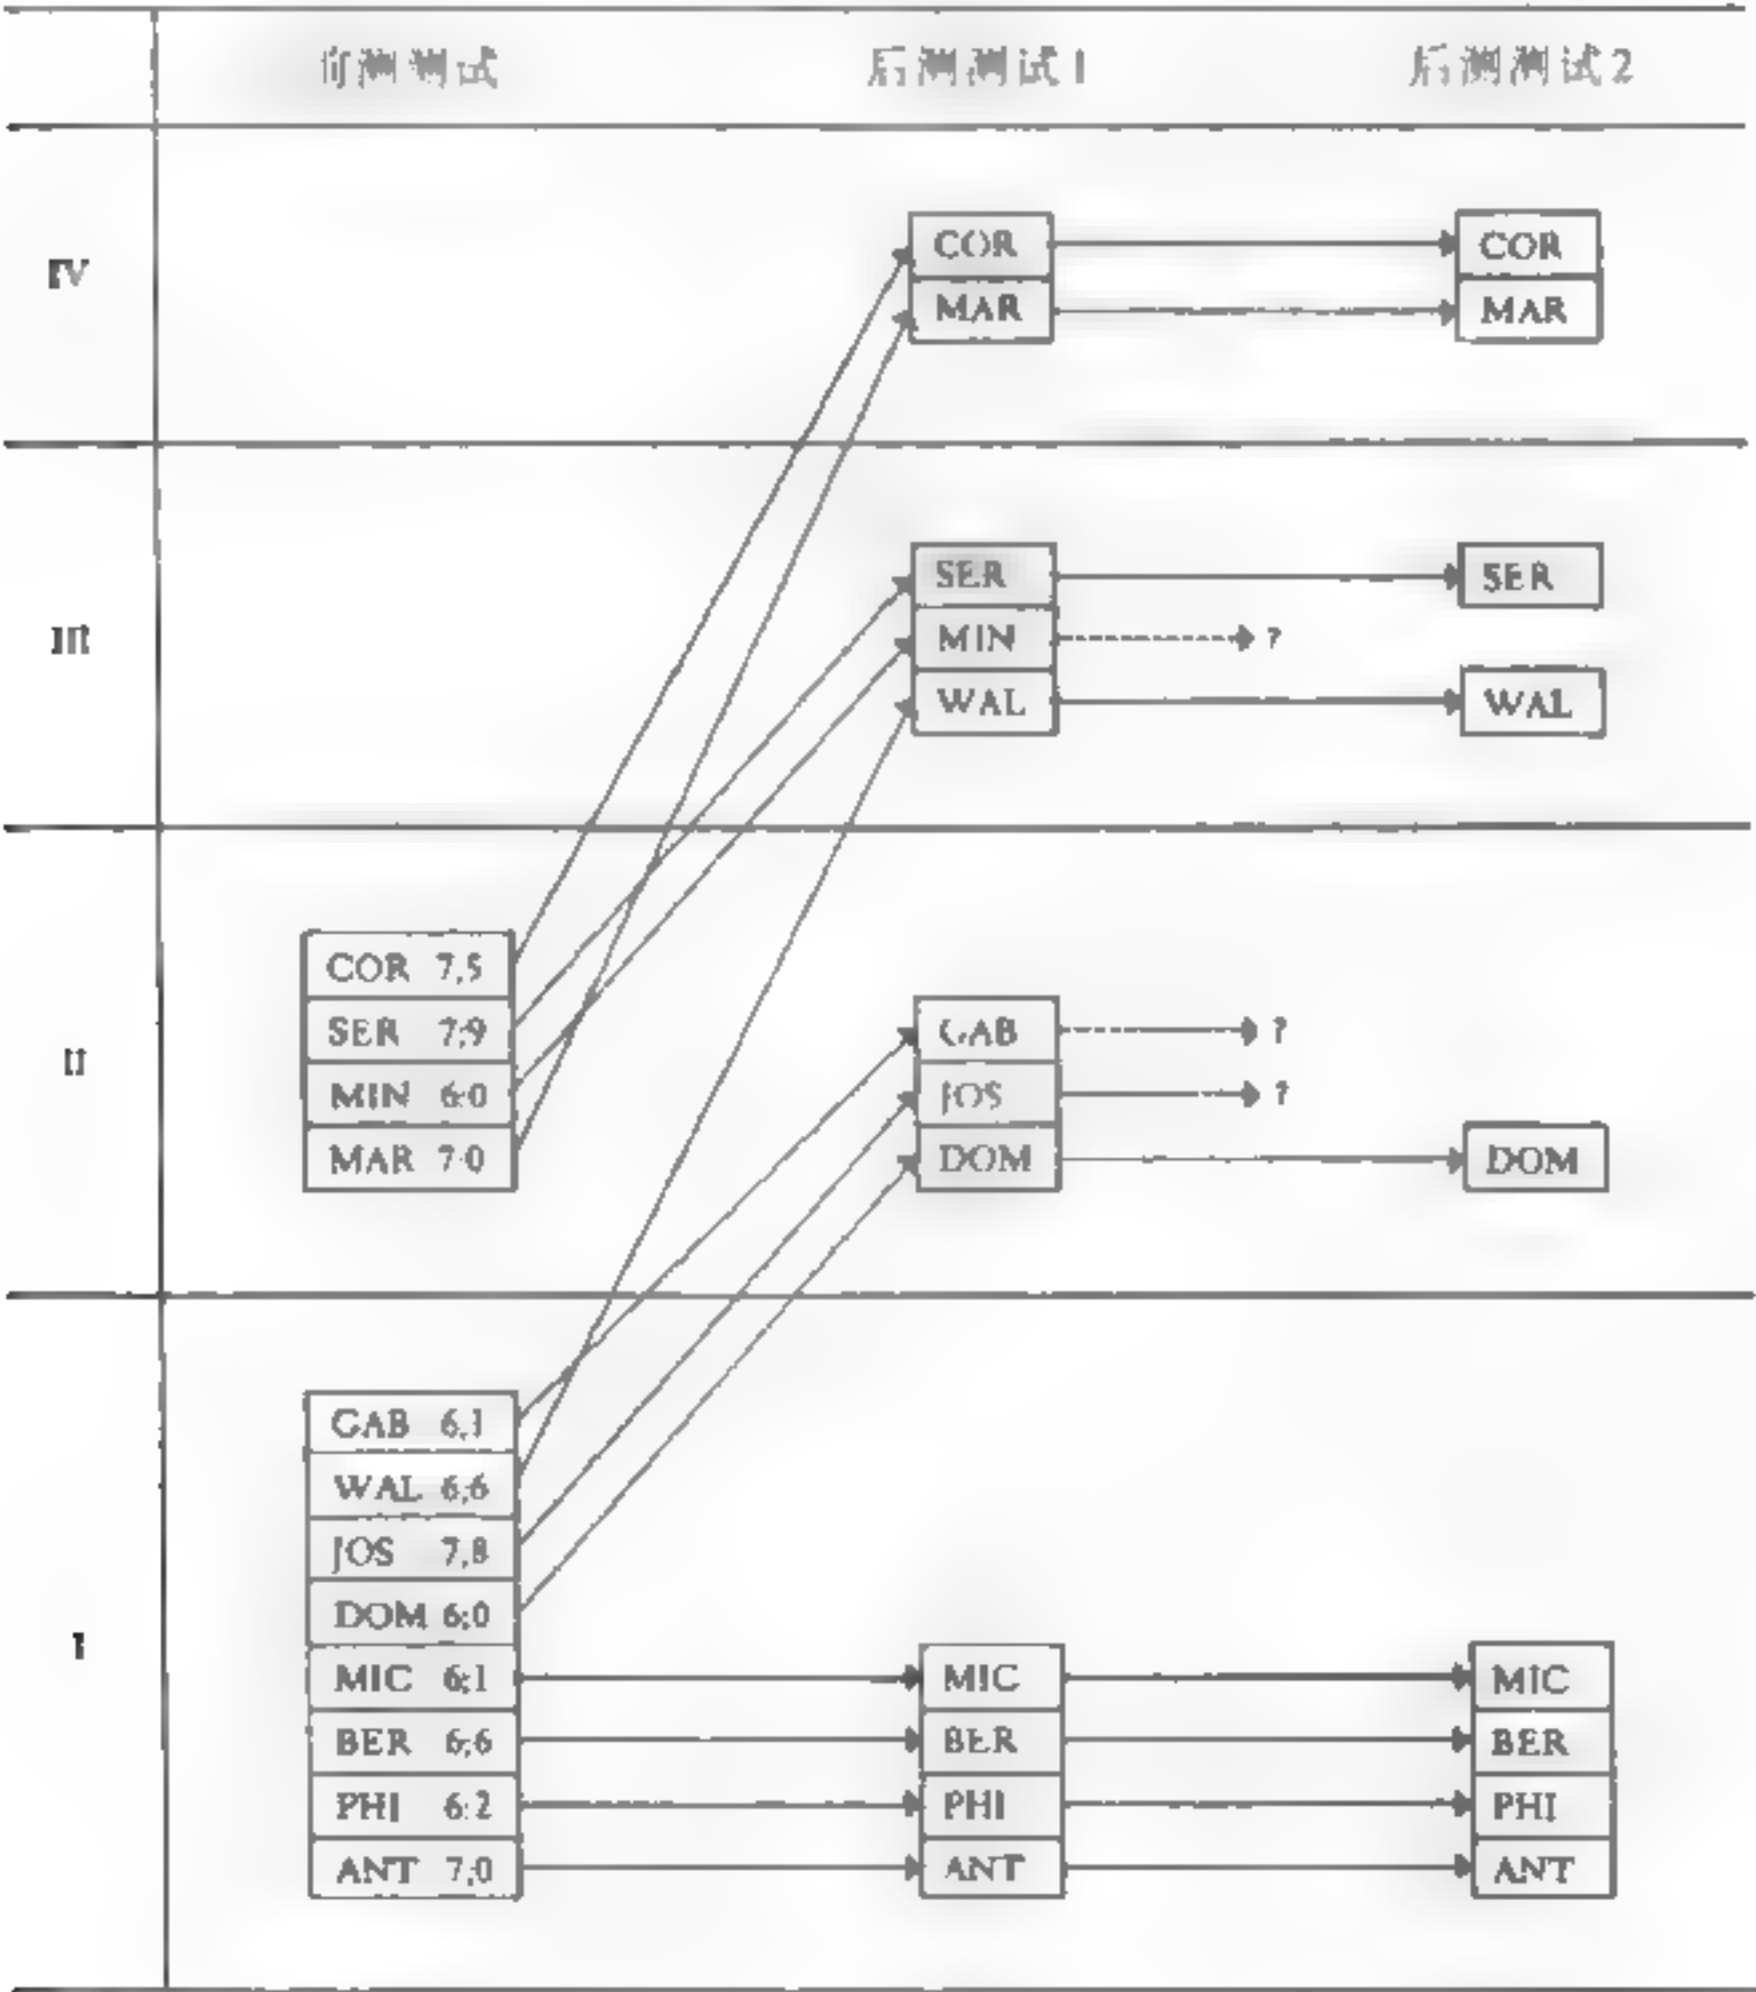 前测测试 后测测试1 后测测试2
IV COR COR
MAR MAR
SER SER
III MIN ?
WAL WAL
COR 7;5
SER 7;9 GAB ?
II MIN 6;0 JOS ?
MAR 7;0 DOM DOM
GAB 6;1
WAL 6;6
JOS 7;8
DOM 6;0
I MIC 6;1 MIC MIC
BER 6;6 BER BER
PHI 6;2 PHI PHI
ANT 7;0 ANT ANT